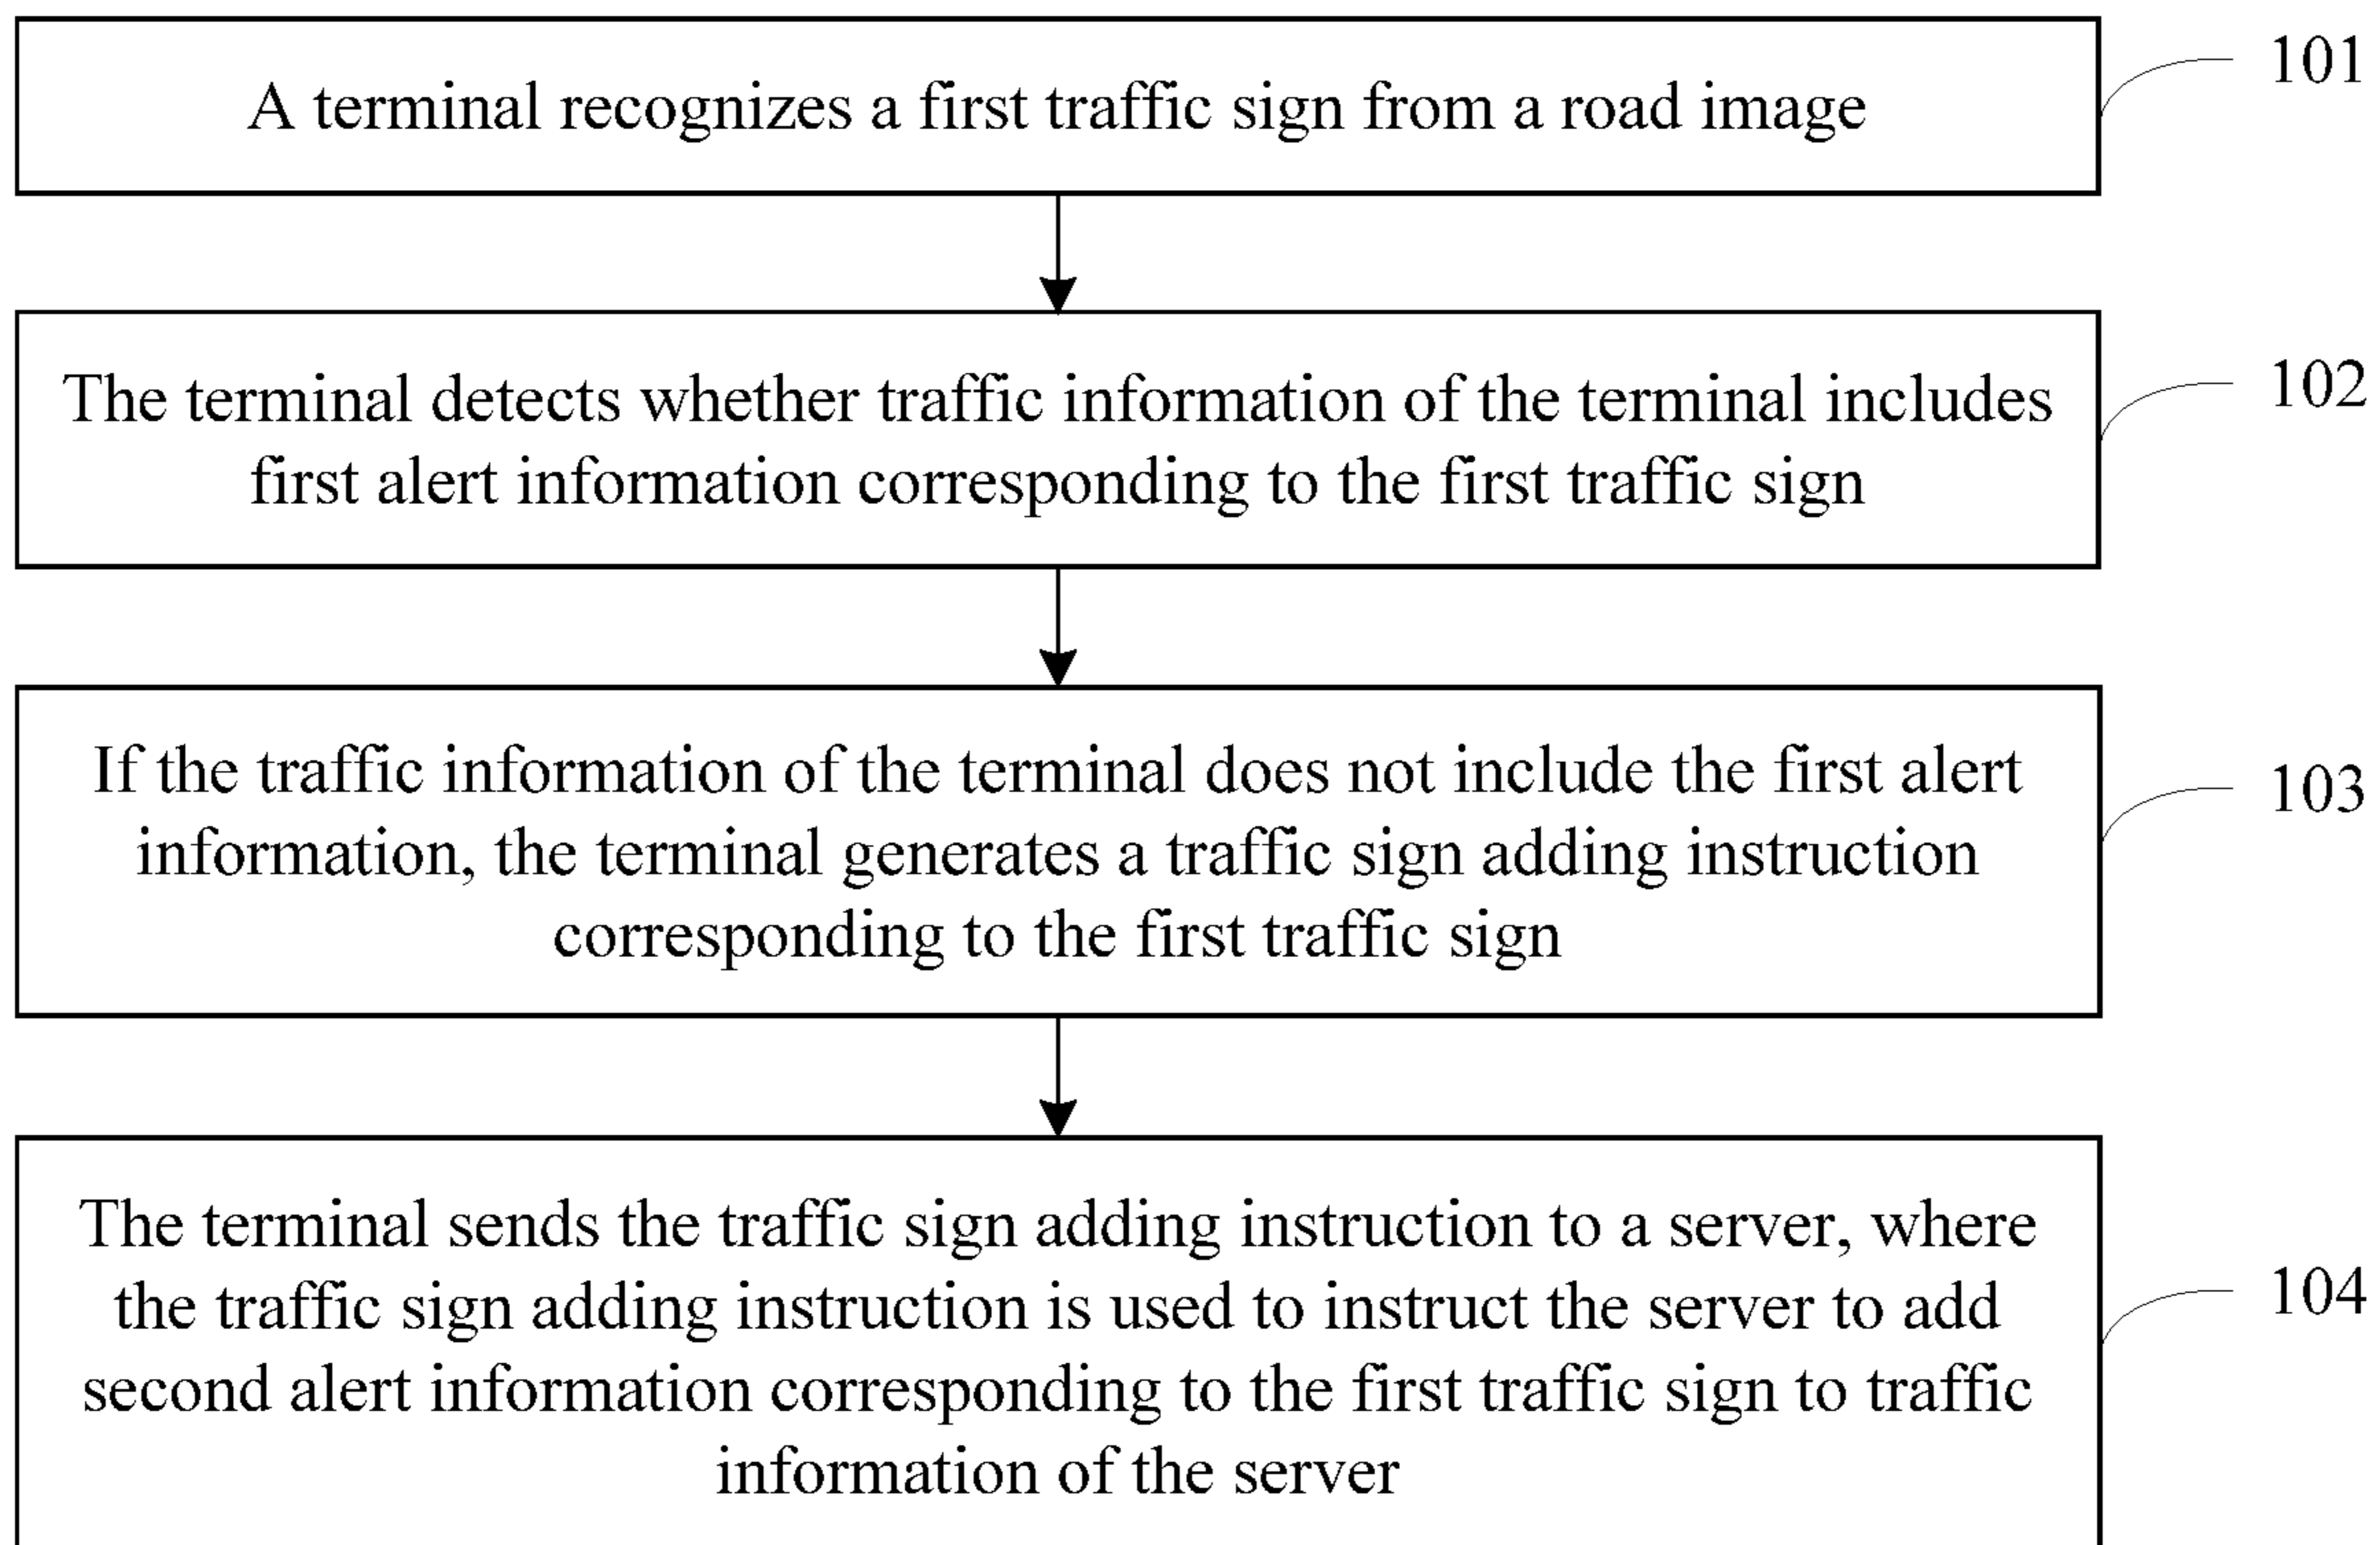 A terminal recognizes a first traffic sign from a road image
101
The terminal detects whether traffic information of the terminal includes
first alert information corresponding to the first traffic sign
102
If the traffic information of the terminal does not include the first alert
information, the terminal generates a traffic sign adding instruction
corresponding to the first traffic sign
103
The terminal sends the traffic sign adding instruction to a server, where
the traffic sign adding instruction is used to instruct the server to add
second alert information corresponding to the first traffic sign to traffic
information of the server
104